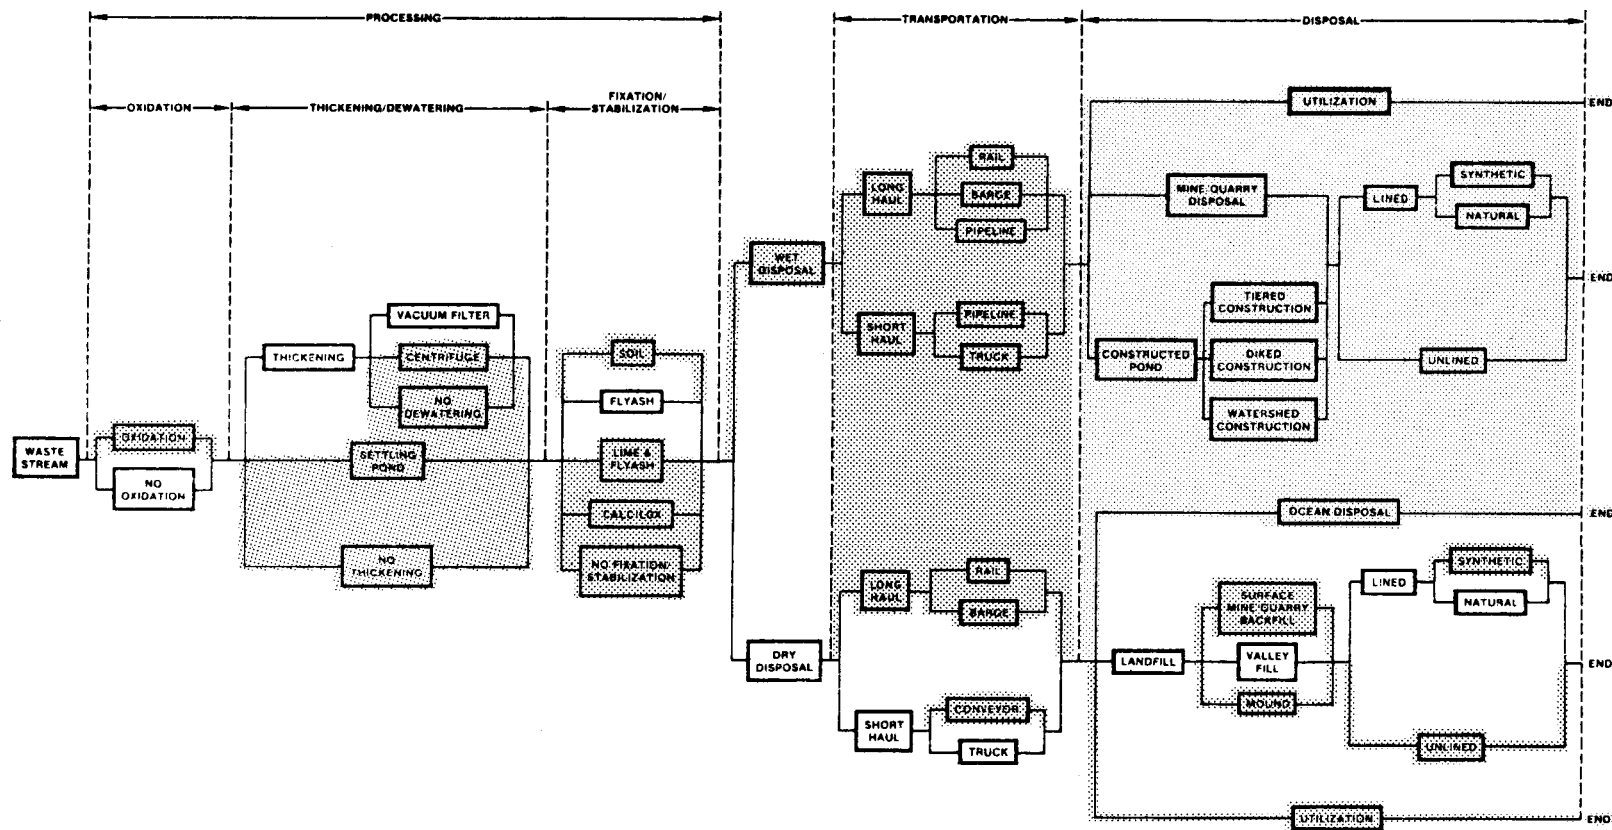 PROCESSING
TRANSPORTATION
DISPOSAL
OXIDATION
THICKENING/DEWATERING
FIXATION/
STABILIZATION
WASTE
STREAM
OXIDATION
NO
OXIDATION
THICKENING
VACUUM FILTER
CENTRIFUGE
NO
DEWATERING
SETTLING
POND
NO
THICKENING
SOIL
FLYASH
LIME &
FLYASH
CALCILOX
NO FIXATION/
STABILIZATION
WET
DISPOSAL
DRY
DISPOSAL
LONG
HAUL
RAIL
BARGE
PIPELINE
SHORT
HAUL
PIPELINE
TRUCK
LONG
HAUL
RAIL
BARGE
SHORT
HAUL
CONVEYOR
TRUCK
UTILIZATION
END
MINE/QUARRY
DISPOSAL
CONSTRUCTED
POND
TIERED
CONSTRUCTION
DIKED
CONSTRUCTION
WATERSHED
CONSTRUCTION
LINED
SYNTHETIC
NATURAL
UNLINED
END
OCEAN DISPOSAL
END
LANDFILL
SURFACE
MINE/QUARRY
BACKFILL
VALLEY
FILL
MOUND
LINED
SYNTHETIC
NATURAL
UNLINED
END
UTILIZATION
END